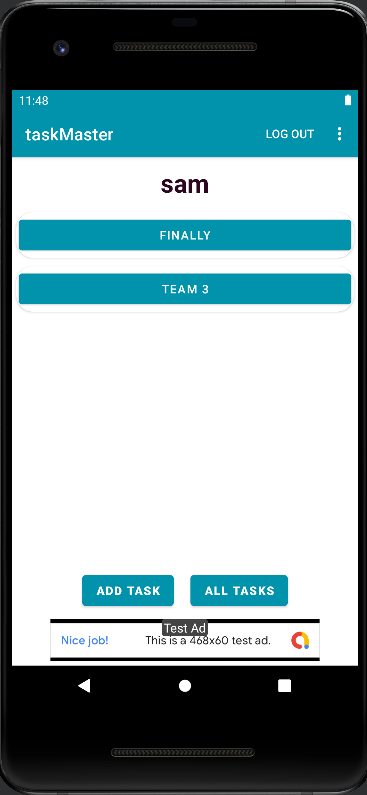 11:48
taskMaster LOG OUT
sam
FINALLY
TEAM 3
ADD TASK ALL TASKS
Test Ad
Nice job! This is a 468x60 test ad.